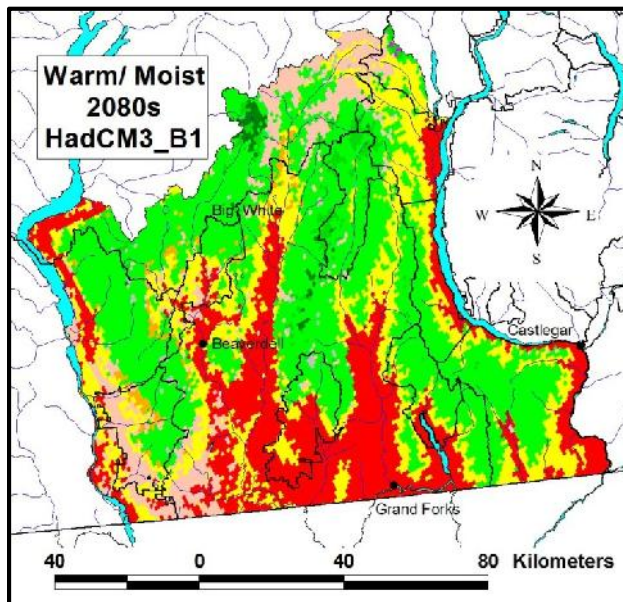 Warm/ Moist
2080s
HadCM3_B1
N
W E
S
Big White
Castlegar
Beaverdell
Grand Forks
40 0 40 80 Kilometers